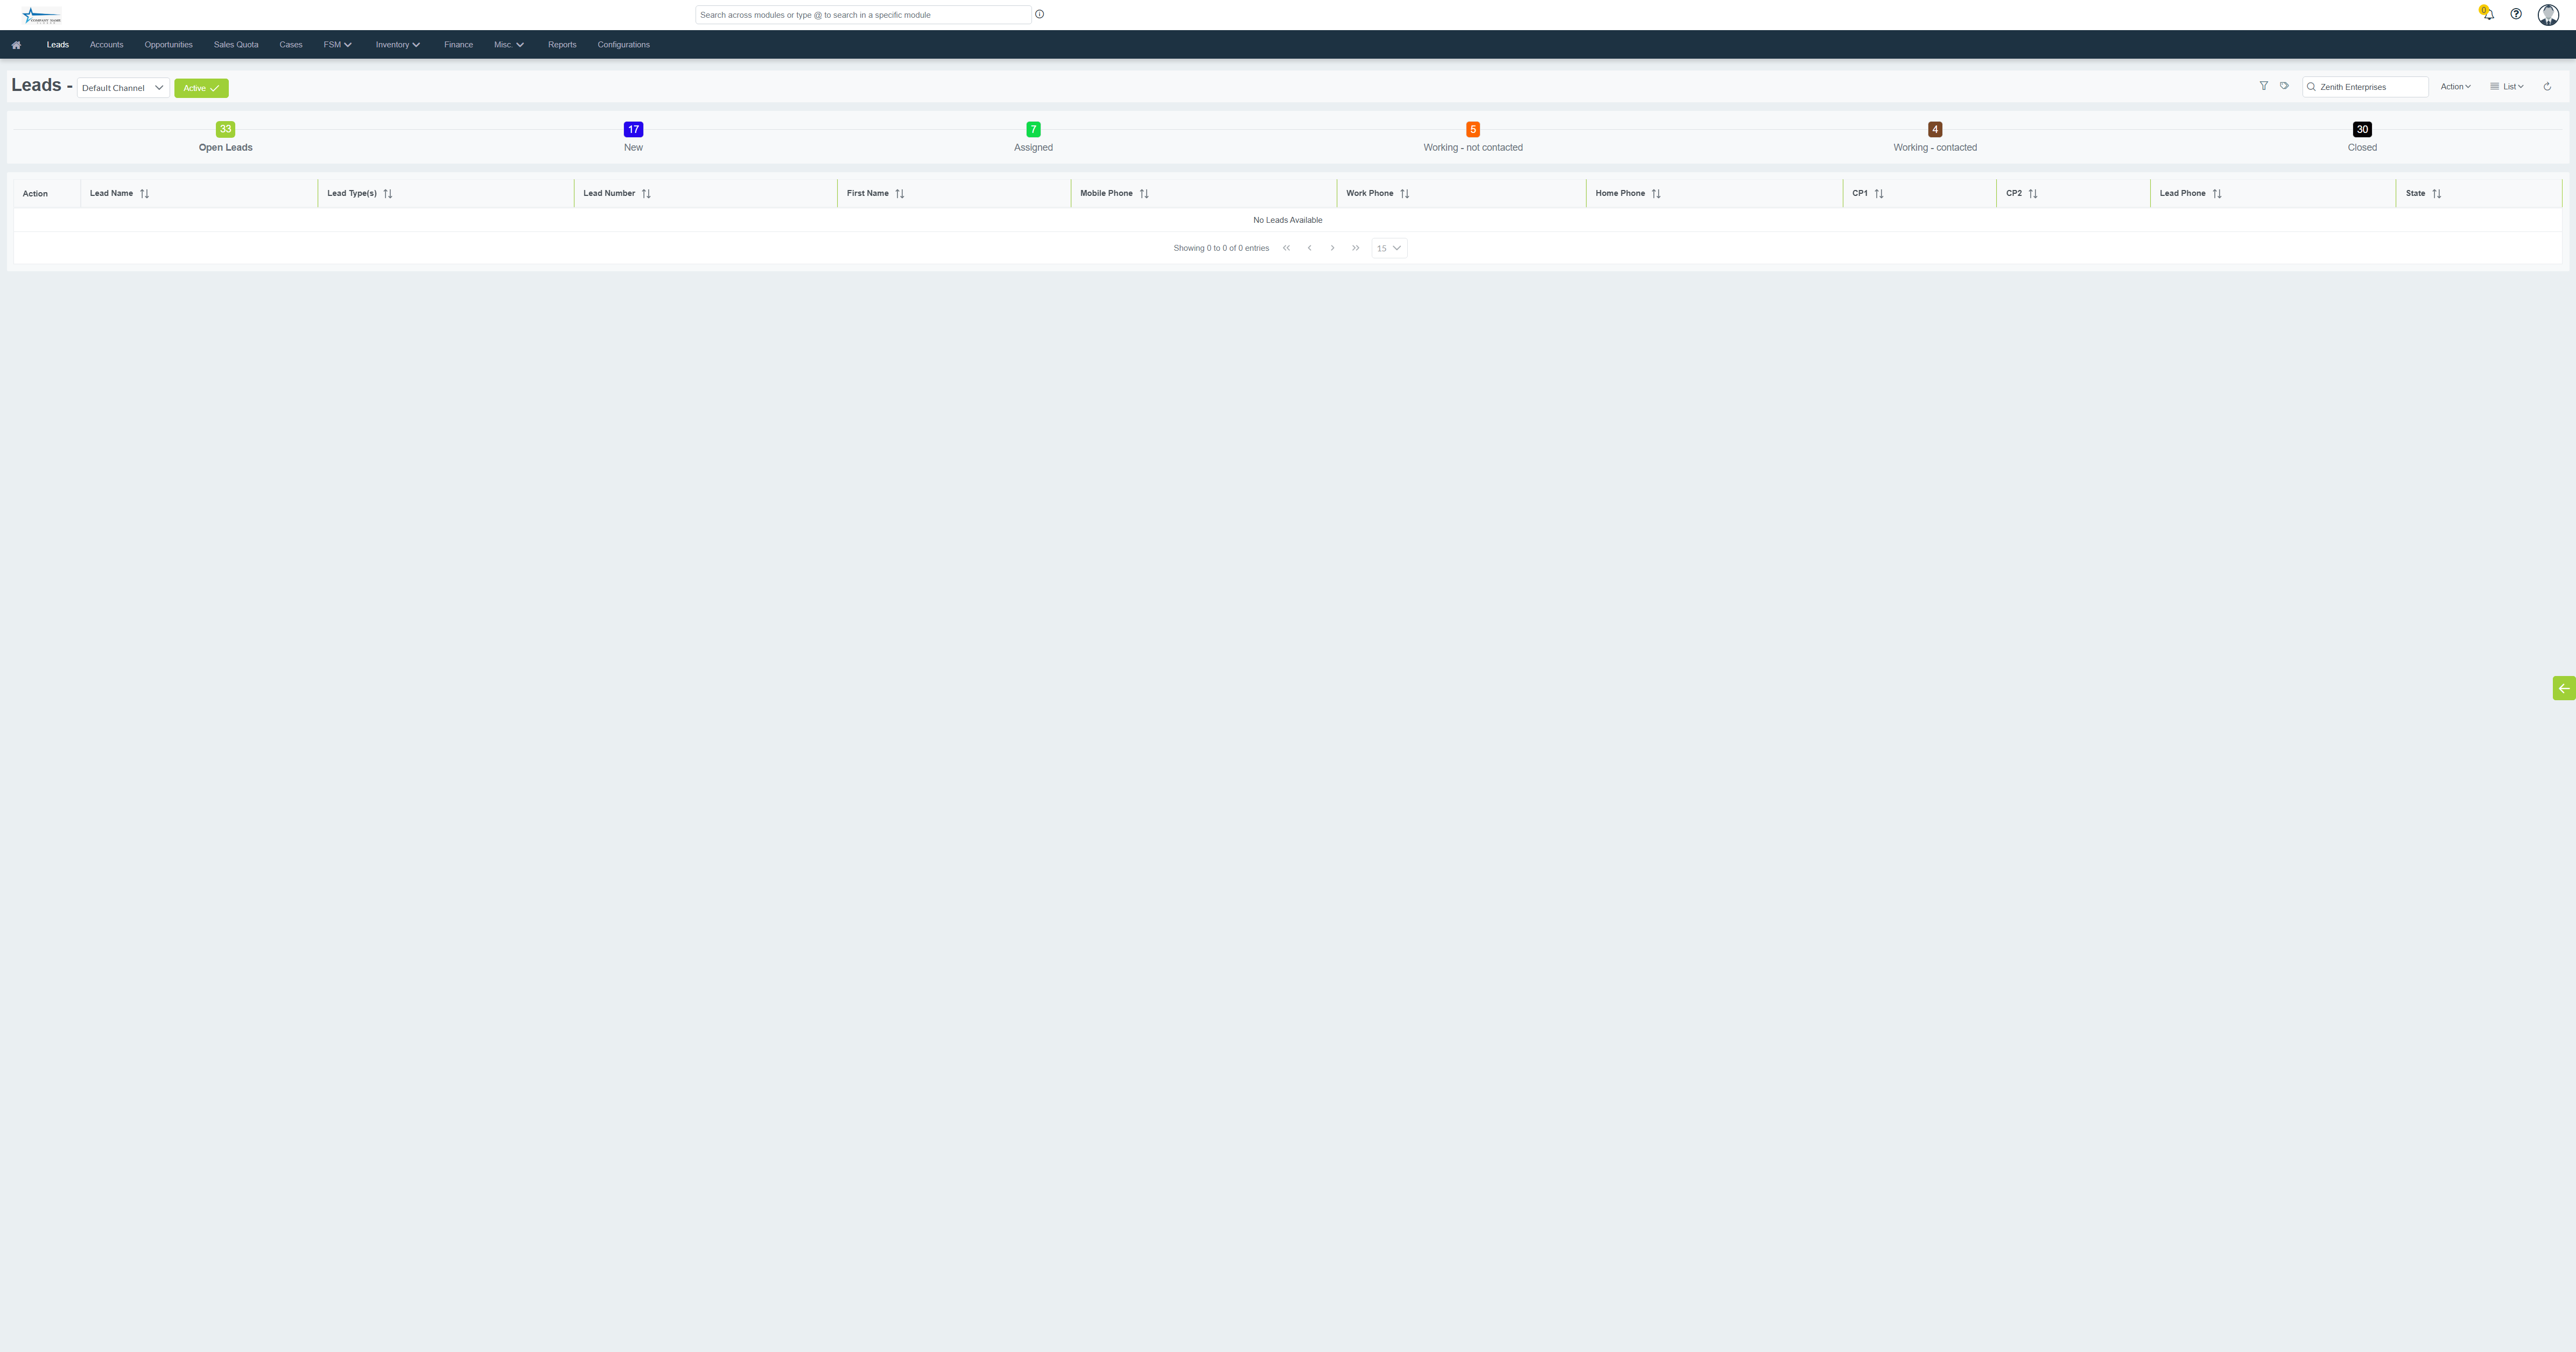 COMPANY NAME
Search across modules or type @ to search in a specific module
0
Leads Accounts Opportunities Sales Quota Cases FSM Inventory Finance Misc. Reports Configurations
Leads - Default Channel Active Zenith Enterprises Action List
33 17 7 5 4 30
Open Leads New Assigned Working - not contacted Working - contacted Closed
Action Lead Name Lead Type(s) Lead Number First Name Mobile Phone Work Phone Home Phone CP1 CP2 Lead Phone State
No Leads Available
Showing 0 to 0 of 0 entries 15